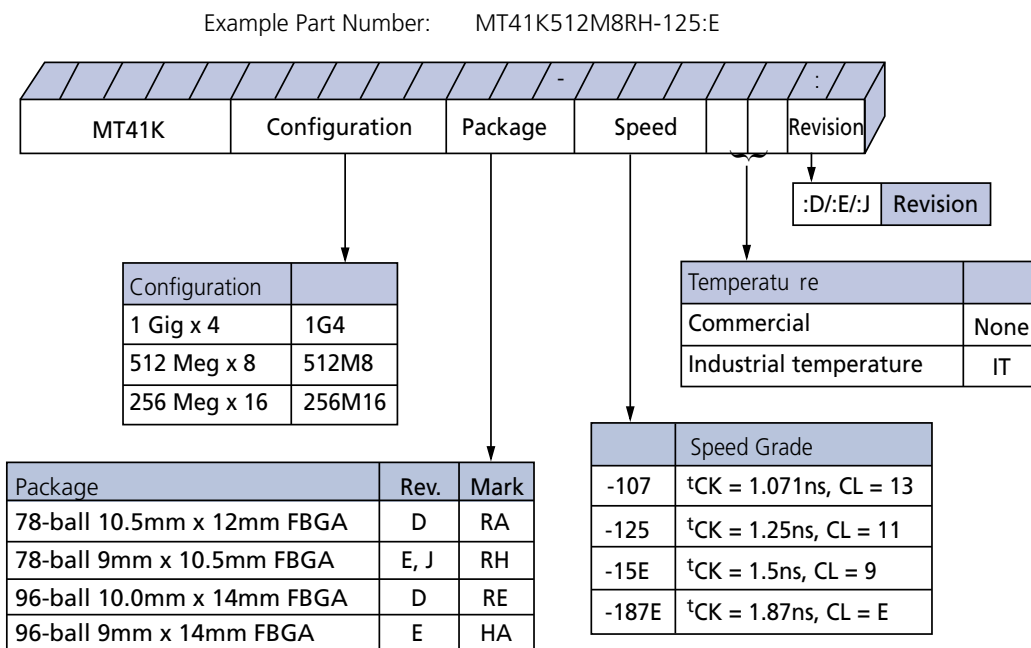 Example Part Number: MT41K512M8RH-125:E
- :
MT41K Configuration Package Speed Revision
:D/:E/:J Revision
Configuration
1 Gig x 4 1G4
512 Meg x 8 512M8
256 Meg x 16 256M16
Temperatu re
Commercial None
Industrial temperature IT
Package Rev. Mark
78-ball 10.5mm x 12mm FBGA D RA
78-ball 9mm x 10.5mm FBGA E, J RH
96-ball 10.0mm x 14mm FBGA D RE
96-ball 9mm x 14mm FBGA E HA
Speed Grade
-107 tCK = 1.071ns, CL = 13
-125 tCK = 1.25ns, CL = 11
-15E tCK = 1.5ns, CL = 9
-187E tCK = 1.87ns, CL = E